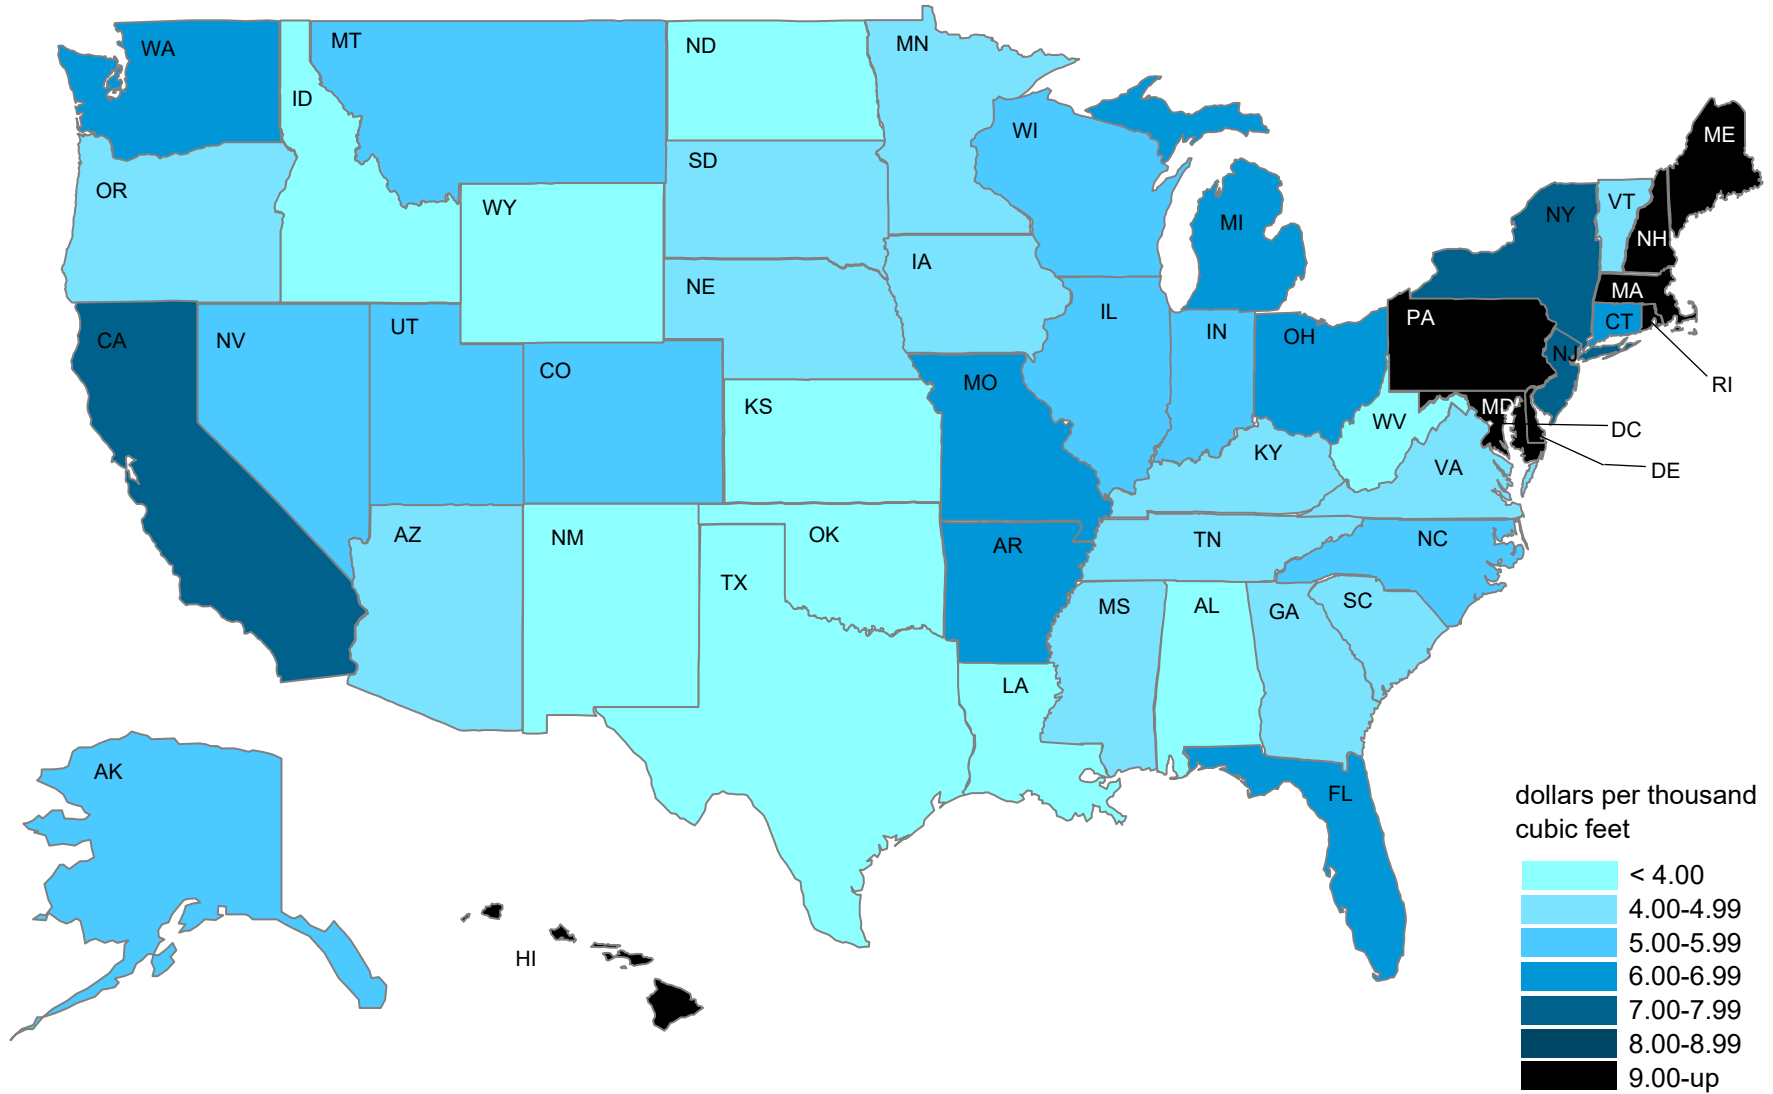 WA
MT
ND
MN
ID
OR
WY
SD
WI
MI
ME
VT
NY
NH
MA
CT
RI
CA
NV
UT
CO
NE
IA
IL
IN
OH
PA
NJ
KS
MO
WV
MD
DC
DE
KY
VA
AZ
NM
OK
AR
TN
NC
TX
MS
AL
GA
SC
LA
FL
AK
HI
dollars per thousand
cubic feet
< 4.00
4.00-4.99
5.00-5.99
6.00-6.99
7.00-7.99
8.00-8.99
9.00-up